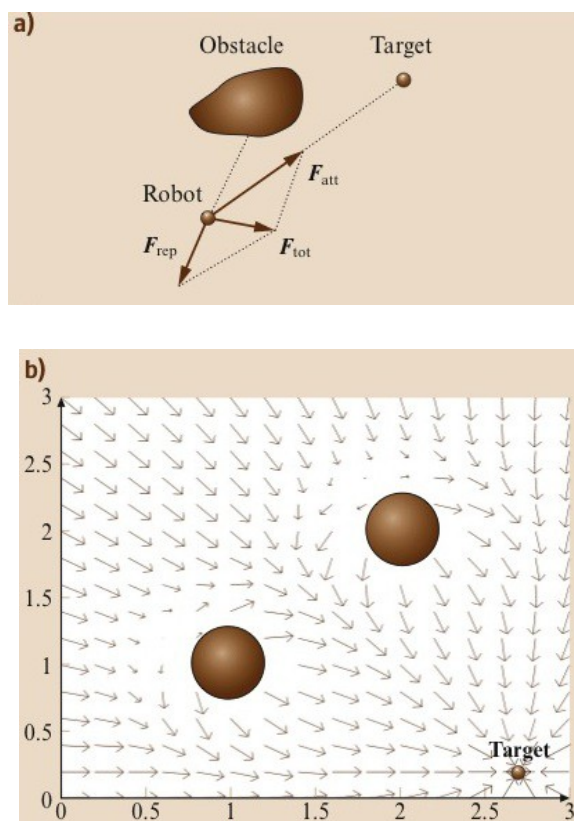 a)
Obstacle
Target
Robot
F_att
F_rep
F_tot
b)
3
2.5
2
1.5
1
0.5
0
Target
0 0.5 1 1.5 2 2.5 3